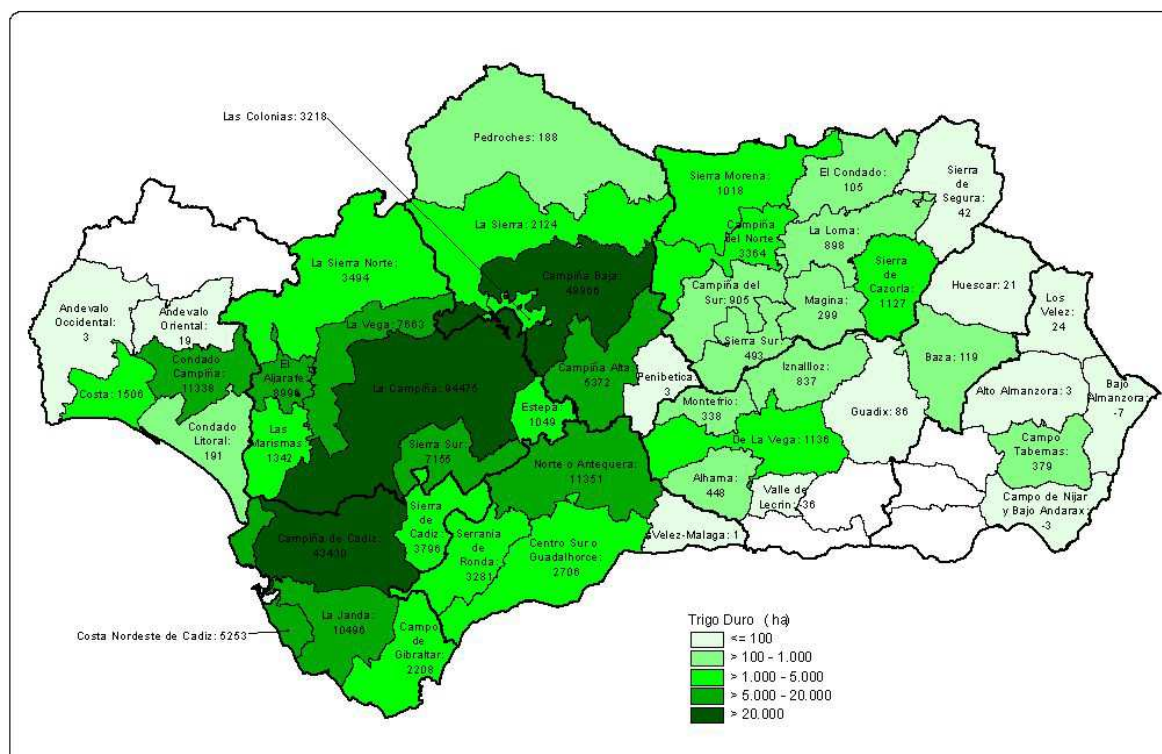 Las Colonias: 3218
Pedroches: 188
Sierra Morena:
1018
El Condado:
105
Sierra
de
Segura:
42
La Sierra: 2124
Campiña
del Norte:
3364
La Loma:
898
La Sierra Norte:
3494
Campiña Baja:
Sierra
de
Cazorla:
1127
Huescar: 21
Los
Velez:
24
Andevalo
Occidental:
3
Andevalo
Oriental:
19
Campiña del
Sur: 905
Magina:
299
La Vega: 7663
Sierra Sur:
493
Condado
Campiña:
11338
El
Aljarafe:
Campiña Alta:
5372
Iznalloz:
837
Baza: 119
Costa: 1506
La Campiña: 94475
Penibetica:
3
Alto Almanzora: 3
Bajo
Almanzora:
-7
Montefrio:
338
Guadix: 86
Condado
Litoral:
191
Las
Marismas:
1342
Estepa:
1049
De La Vega: 1136
Campo
Tabernas:
379
Sierra Sur:
7155
Norte o Antequera:
11351
Alhama:
448
Valle de
Lecrin: -36
Campo de Nijar
y Bajo Andarax:
-3
Sierra
de
Cadiz:
3796
Campiña de Cadiz:
43430
Serranía
de
Ronda:
3281
Centro Sur o
Guadalhorce:
2706
Velez-Malaga: 1
La Janda:
10496
Costa Nordeste de Cadiz: 5253
Campo
de
Gibraltar:
2208
Trigo Duro (ha)
<= 100
> 100 - 1.000
> 1.000 - 5.000
> 5.000 - 20.000
> 20.000